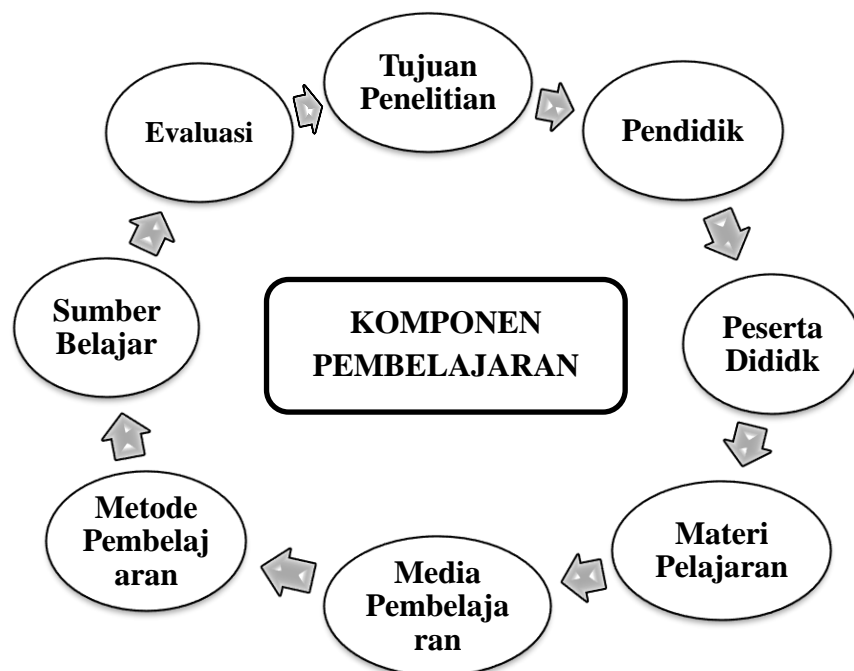 Tujuan
Penelitian
Pendidik
Peserta
Dididk
Materi
Pelajaran
Media
Pembelaja
ran
Metode
Pembelaj
aran
Sumber
Belajar
Evaluasi
KOMPONEN
PEMBELAJARAN